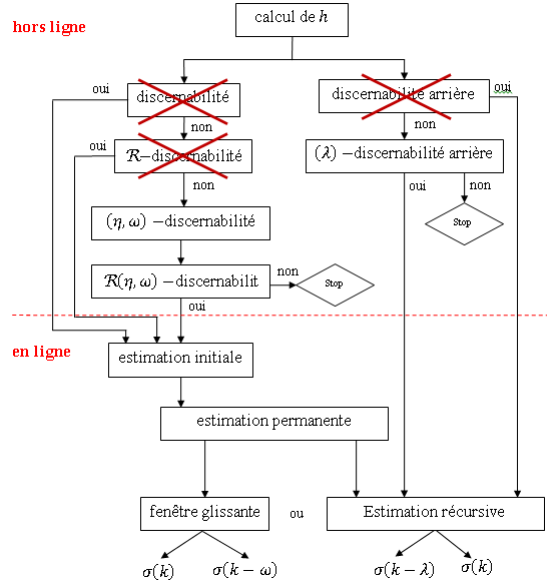 hors ligne
calcul de h
discernabilité
discernabilité arrière
oui
oui
non
non
ℛ−discernabilité
(λ) −discernabilité arrière
oui
non
oui
non
(η, ω) −discernabilité
Stop
ℛ(η, ω) −discernabilit
non
Stop
oui
en ligne
estimation initiale
estimation permanente
fenêtre glissante
ou
Estimation récursive
σ(k)
σ(k − ω)
σ(k − λ)
σ(k)